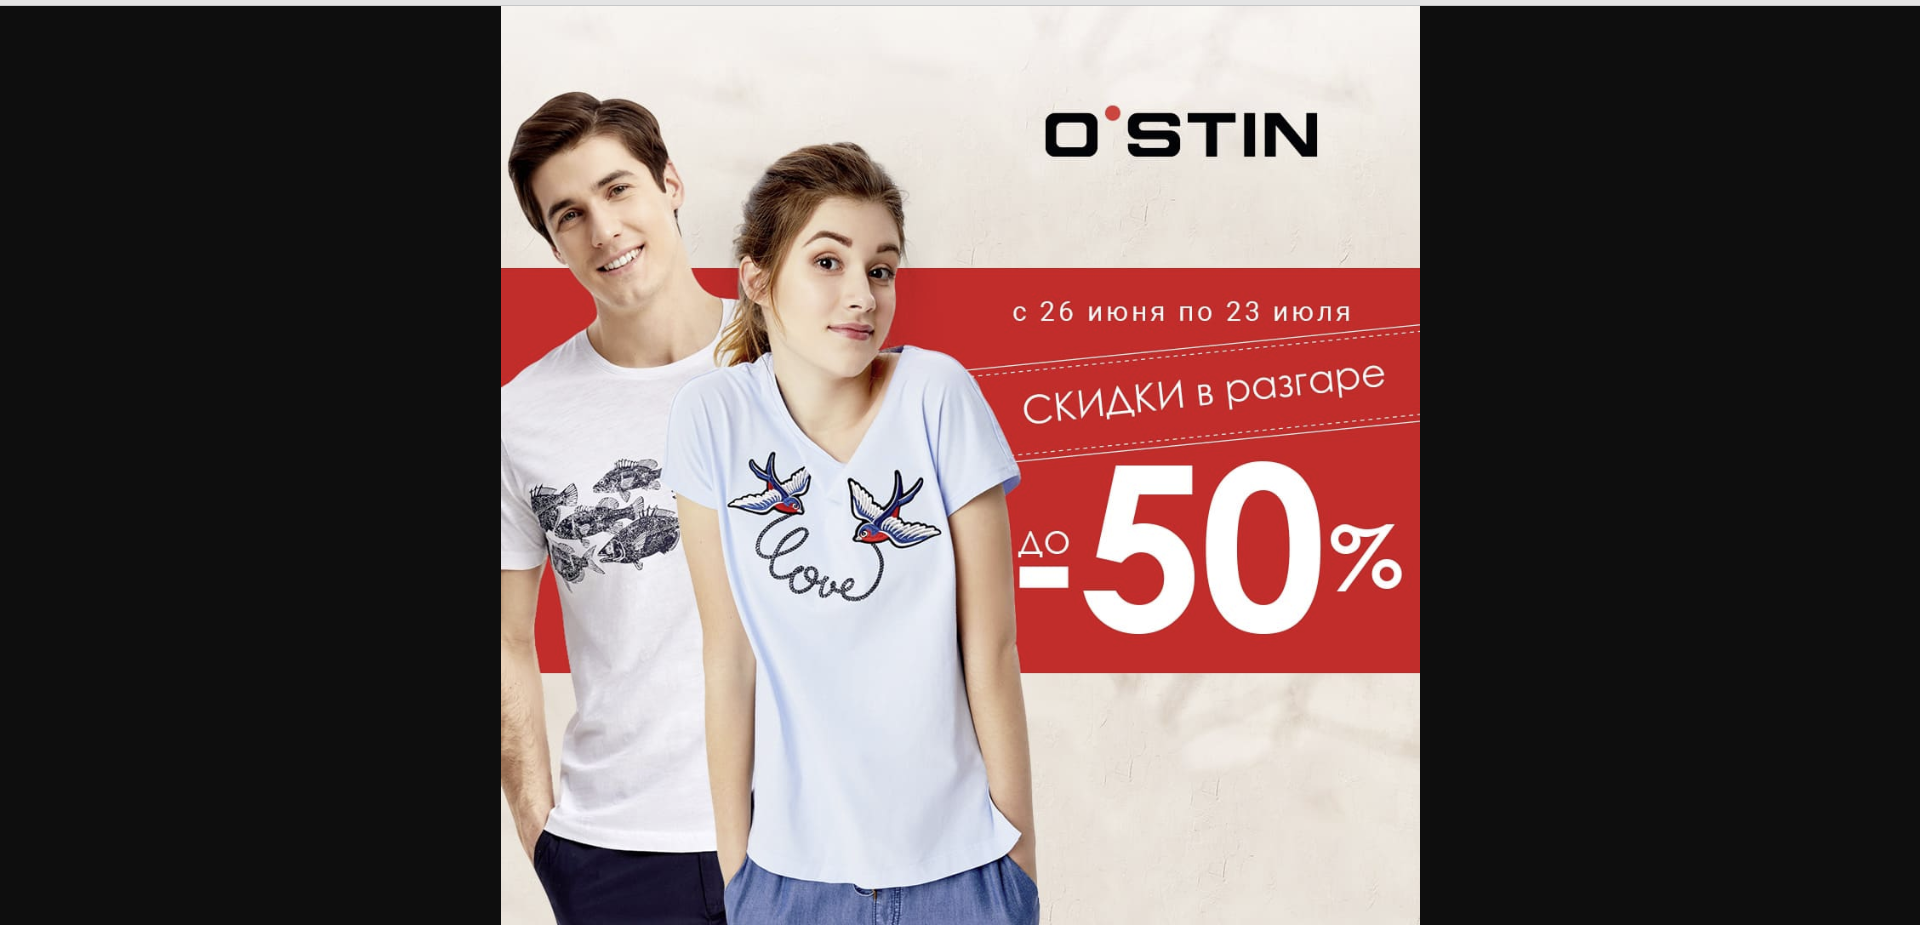 O'STIN
с 26 июня по 23 июля
СКИДКИ в разгаре
до
-50%
love